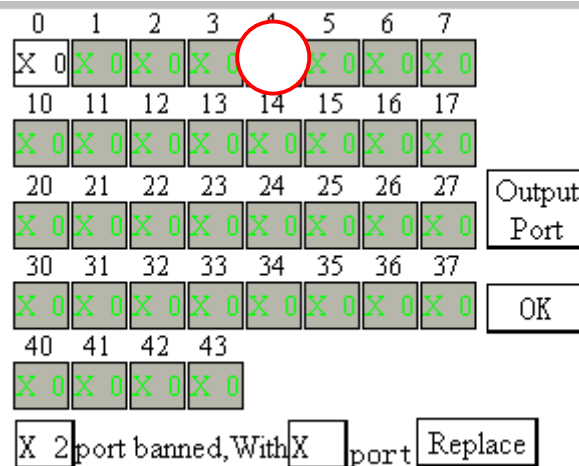 0 1 2 3 5 6 7
X 0 X 0 X 0 X 0 X 0 X 0 X 0
10 11 12 13 14 15 16 17
X 0 X 0 X 0 X 0 X 0 X 0 X 0 X 0
20 21 22 23 24 25 26 27
X 0 X 0 X 0 X 0 X 0 X 0 X 0 X 0
Output
Port
30 31 32 33 34 35 36 37
X 0 X 0 X 0 X 0 X 0 X 0 X 0 X 0
OK
40 41 42 43
X 0 X 0 X 0 X 0
X 2 port banned,With X port Replace